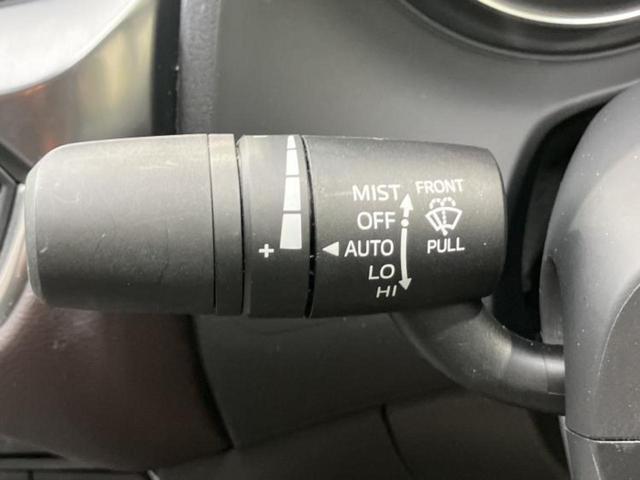 MIST
FRONT
OFF
AUTO
PULL
LO
HI
- 
+